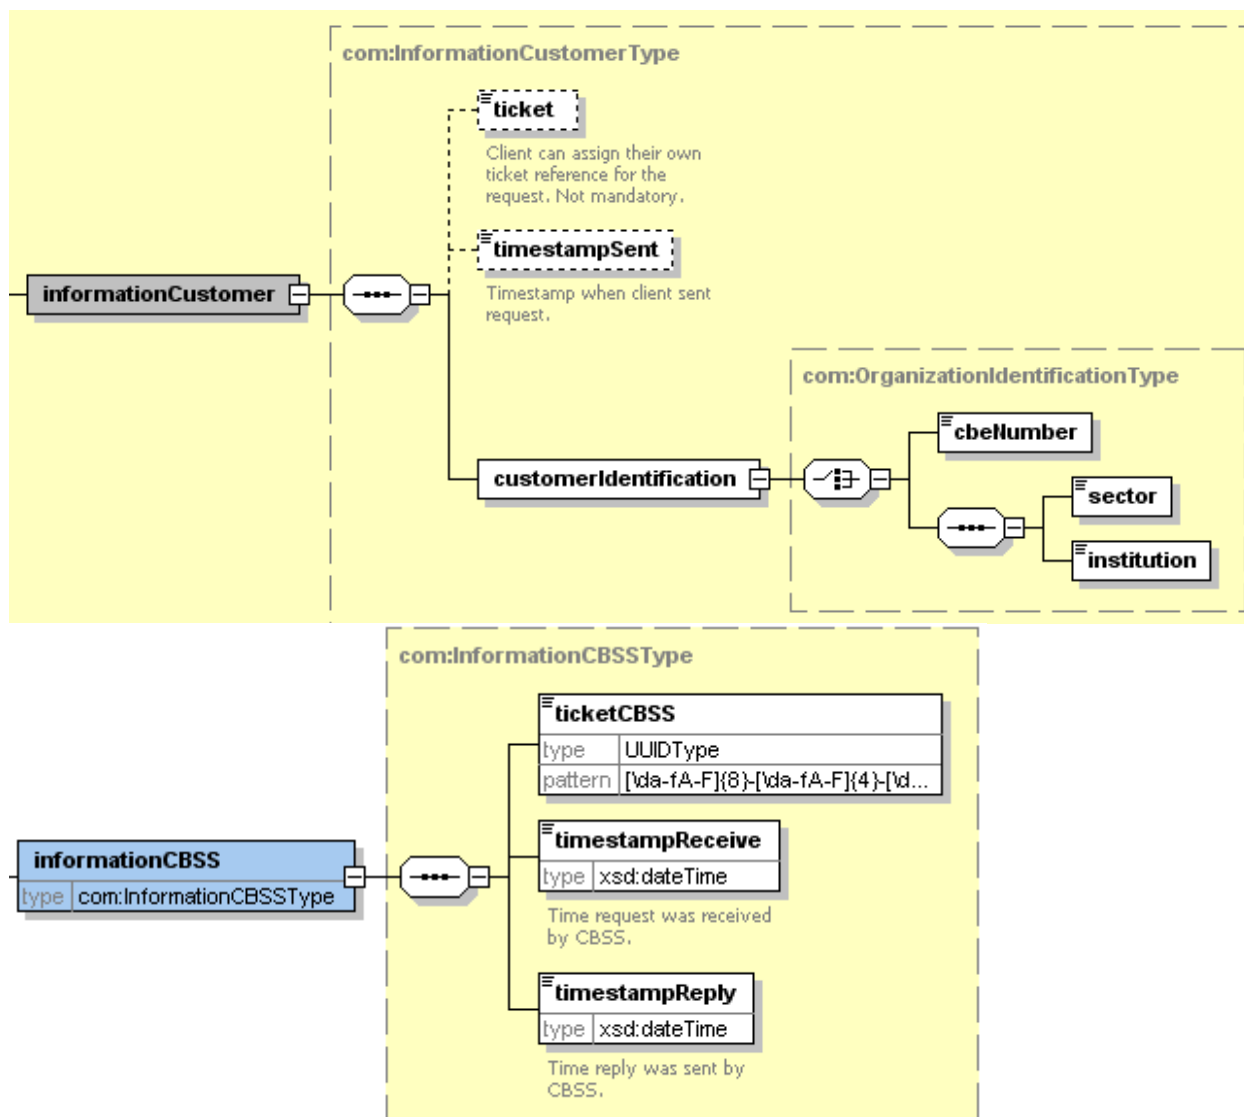 com:InformationCustomerType
ticket
Client can assign their own
ticket reference for the
request. Not mandatory.
timestampSent
Timestamp when client sent
request.
informationCustomer
com:OrganizationIdentificationType
cbeNumber
customerIdentification
sector
institution
com:InformationCBSSType
ticketCBSS
type UUIDType
pattern [\da-fA-F]{8}-[\da-fA-F]{4}-[\d...
timestampReceive
type xsd:dateTime
Time request was received
by CBSS.
informationCBSS
type com:InformationCBSSType
timestampReply
type xsd:dateTime
Time reply was sent by
CBSS.